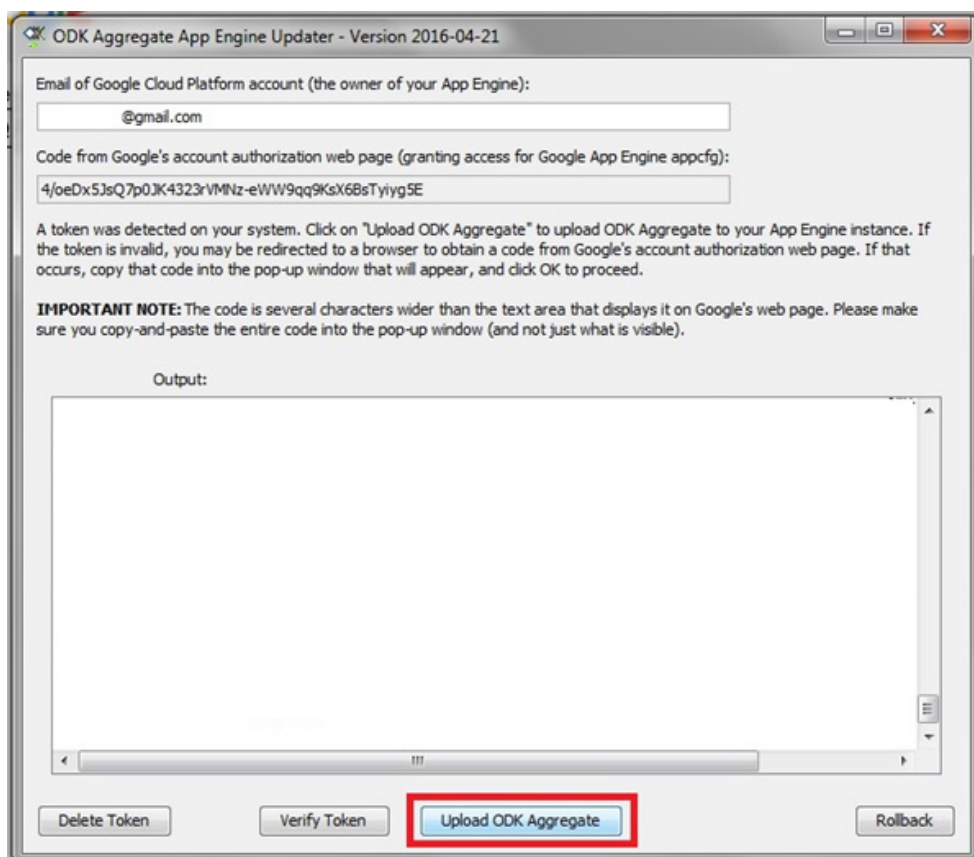 ODK Aggregate App Engine Updater - Version 2016-04-21
Email of Google Cloud Platform account (the owner of your App Engine):
@gmail.com
Code from Google's account authorization web page (granting access for Google App Engine appcfg):
4/oeDx5JsQ7p0JK4323rVMNz-eWW9qq9KsX6BsTyiyg5E
A token was detected on your system. Click on "Upload ODK Aggregate" to upload ODK Aggregate to your App Engine instance. If
the token is invalid, you may be redirected to a browser to obtain a code from Google's account authorization web page. If that
occurs, copy that code into the pop-up window that will appear, and click OK to proceed.
IMPORTANT NOTE: The code is several characters wider than the text area that displays it on Google's web page. Please make
sure you copy-and-paste the entire code into the pop-up window (and not just what is visible).
Output:
Delete Token
Verify Token
Upload ODK Aggregate
Rollback